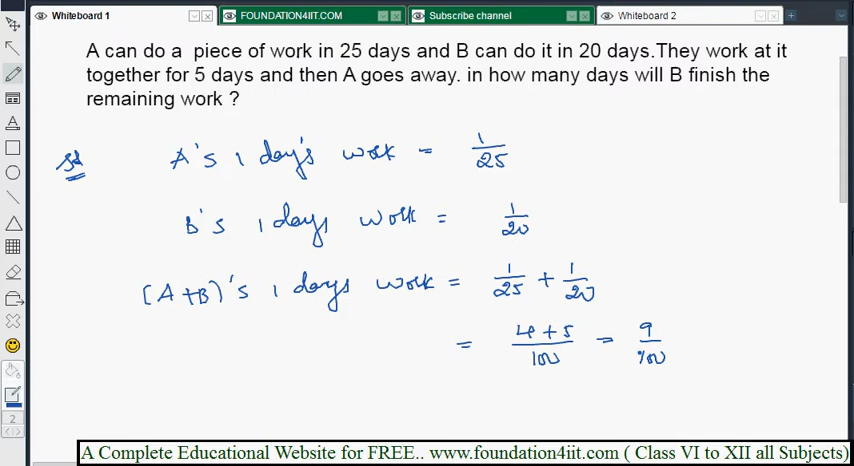 Whiteboard 1
FOUNDATION4IIT.COM
Subscribe channel
Whiteboard 2
A can do a piece of work in 25 days and B can do it in 20 days.They work at it
together for 5 days and then A goes away. in how many days will B finish the
remaining work ?
Sol A's 1 day's work = 1/25
B's 1 days work = 1/20
(A+B)'s 1 days work = 1/25 + 1/20
= 4+5/100 = 9/100
2
A Complete Educational Website for FREE.. www.foundation4iit.com ( Class VI to XII all Subjects)